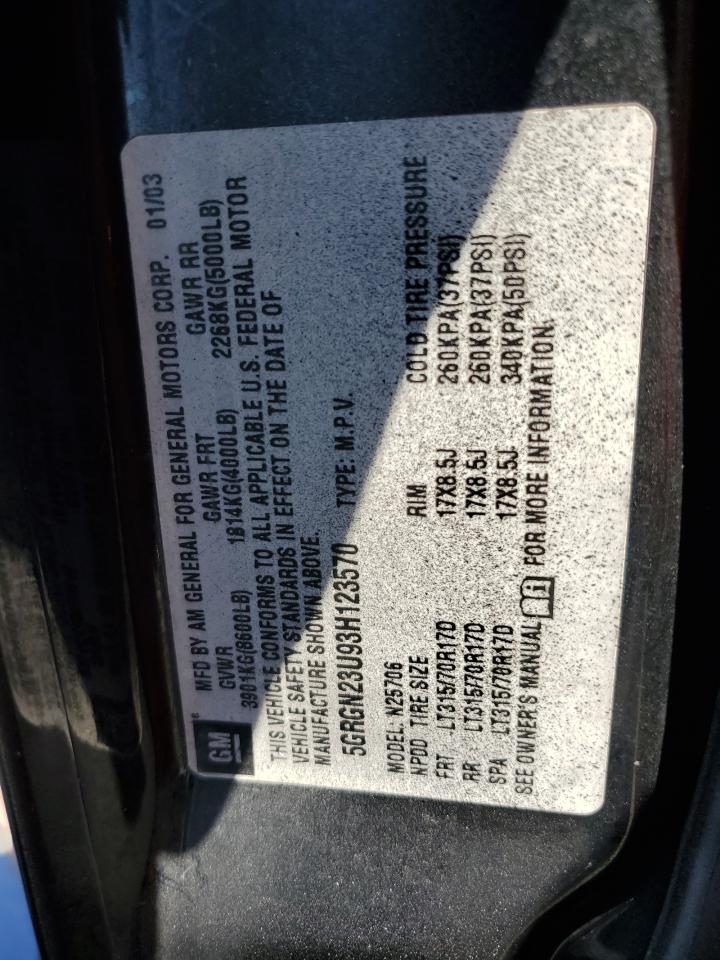 GM
MFD BY AM GENERAL FOR GENERAL MOTORS CORP. 01/03
GVWR GAWR FRT GAWR RR
3901KG(8600LB) 1814KG(4000LB) 2268KG(5000LB)
THIS VEHICLE CONFORMS TO ALL APPLICABLE U.S. FEDERAL MOTOR
VEHICLE SAFETY STANDARDS IN EFFECT ON THE DATE OF
MANUFACTURE SHOWN ABOVE.
5GRGN23U93H123570 TYPE: M.P.V.
MODEL: N25706
NPDD TIRE SIZE RIM COLD TIRE PRESSURE
FRT LT315/70R17D 17X8.5J 260KPA(37PSI)
RR LT315/70R17D 17X8.5J 260KPA(37PSI)
SPA LT315/70R17D 17X8.5J 340KPA(50PSI)
SEE OWNER'S MANUAL FOR MORE INFORMATION.